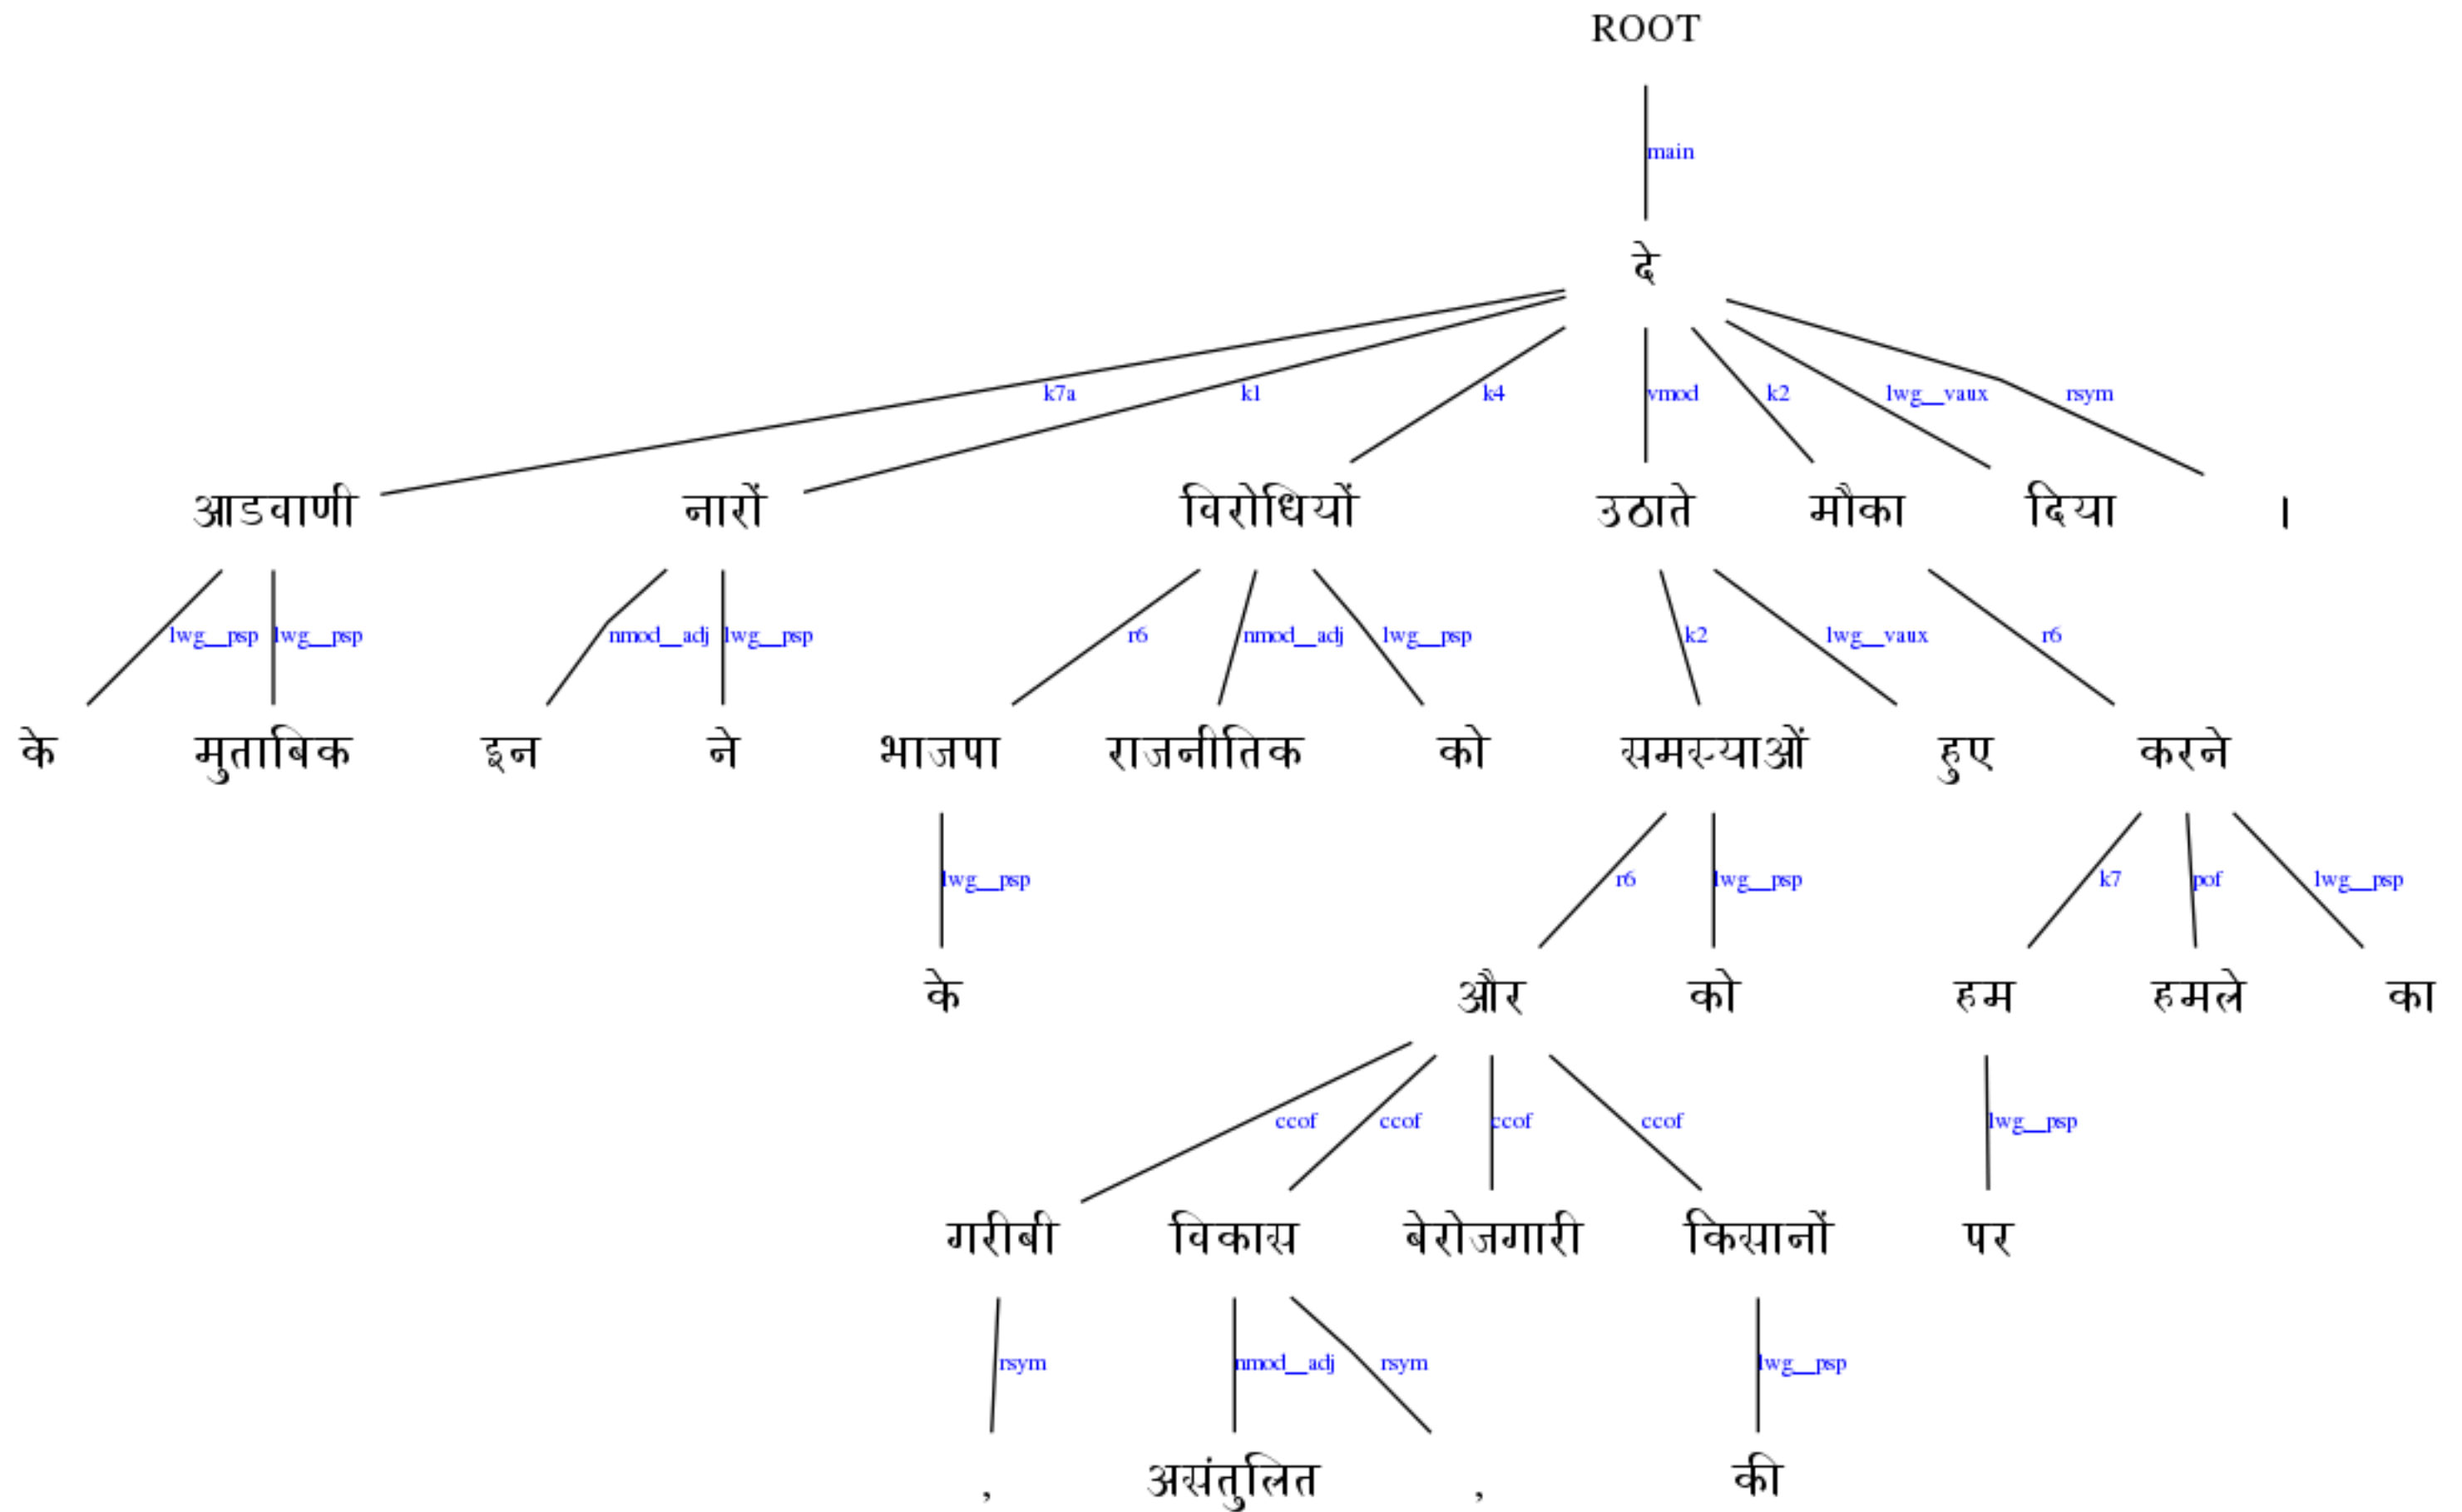 ROOT
main
दे
k7a k1 k4 vmod k2 lwg__vaux rsym
आडवाणी नारों विरोधियों उठाते मौका दिया ।
lwg__psp lwg__psp nmod__adj lwg__psp r6 nmod__adj lwg__psp k2 lwg__vaux r6
के मुताबिक इन ने भाजपा राजनीतिक को समस्याओं हुए करने
lwg__psp r6 lwg__psp k7 pof lwg__psp
के और को हम हमले का
ccof ccof ccof ccof lwg__psp
गरीबी विकास बेरोजगारी किसानों पर
rsym nmod__adj rsym lwg__psp
, असंतुलित , की